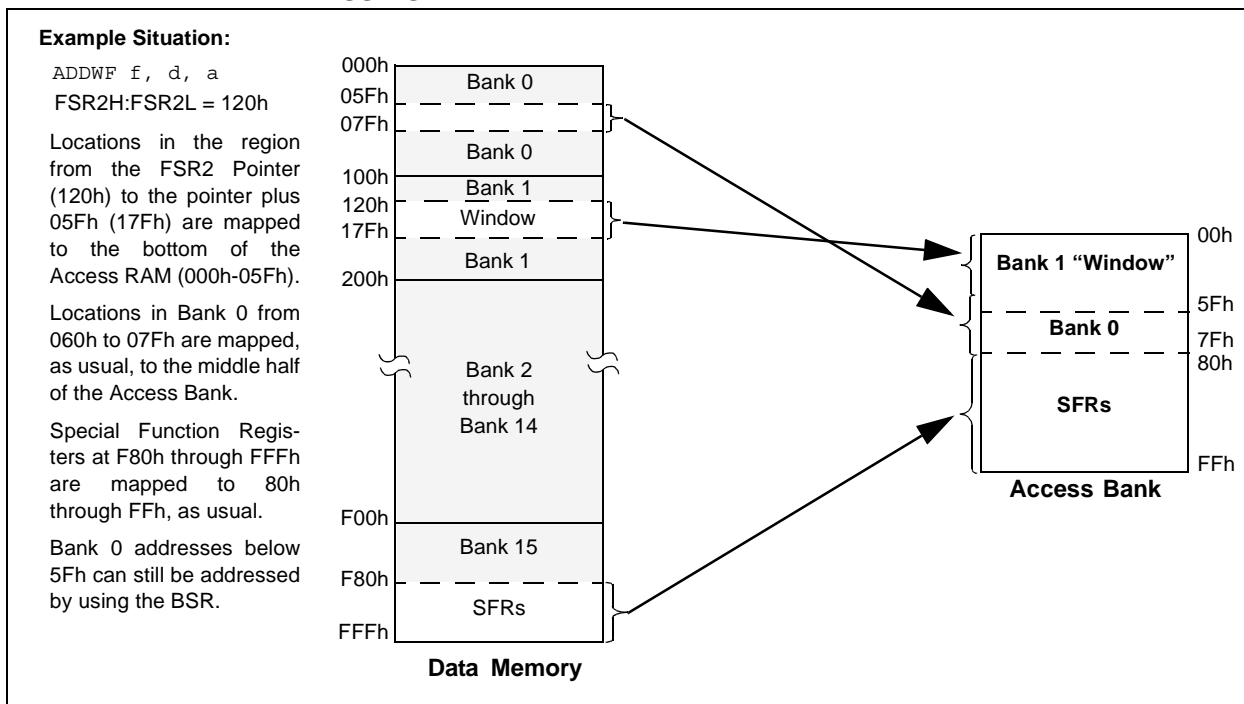 Example Situation:
ADDWF f, d, a
FSR2H:FSR2L = 120h
Locations in the region
from the FSR2 Pointer
(120h) to the pointer plus
05Fh (17Fh) are mapped
to the bottom of the
Access RAM (000h-05Fh).
Locations in Bank 0 from
060h to 07Fh are mapped,
as usual, to the middle half
of the Access Bank.
Special Function Regis-
ters at F80h through FFFh
are mapped to 80h
through FFh, as usual.
Bank 0 addresses below
5Fh can still be addressed
by using the BSR.
000h
Bank 0
05Fh
07Fh
Bank 0
100h
Bank 1
120h
Window
17Fh
Bank 1
200h
Bank 2
through
Bank 14
F00h
Bank 15
F80h
SFRs
FFFh
Data Memory
00h
Bank 1 “Window”
5Fh
Bank 0
7Fh
80h
SFRs
FFh
Access Bank